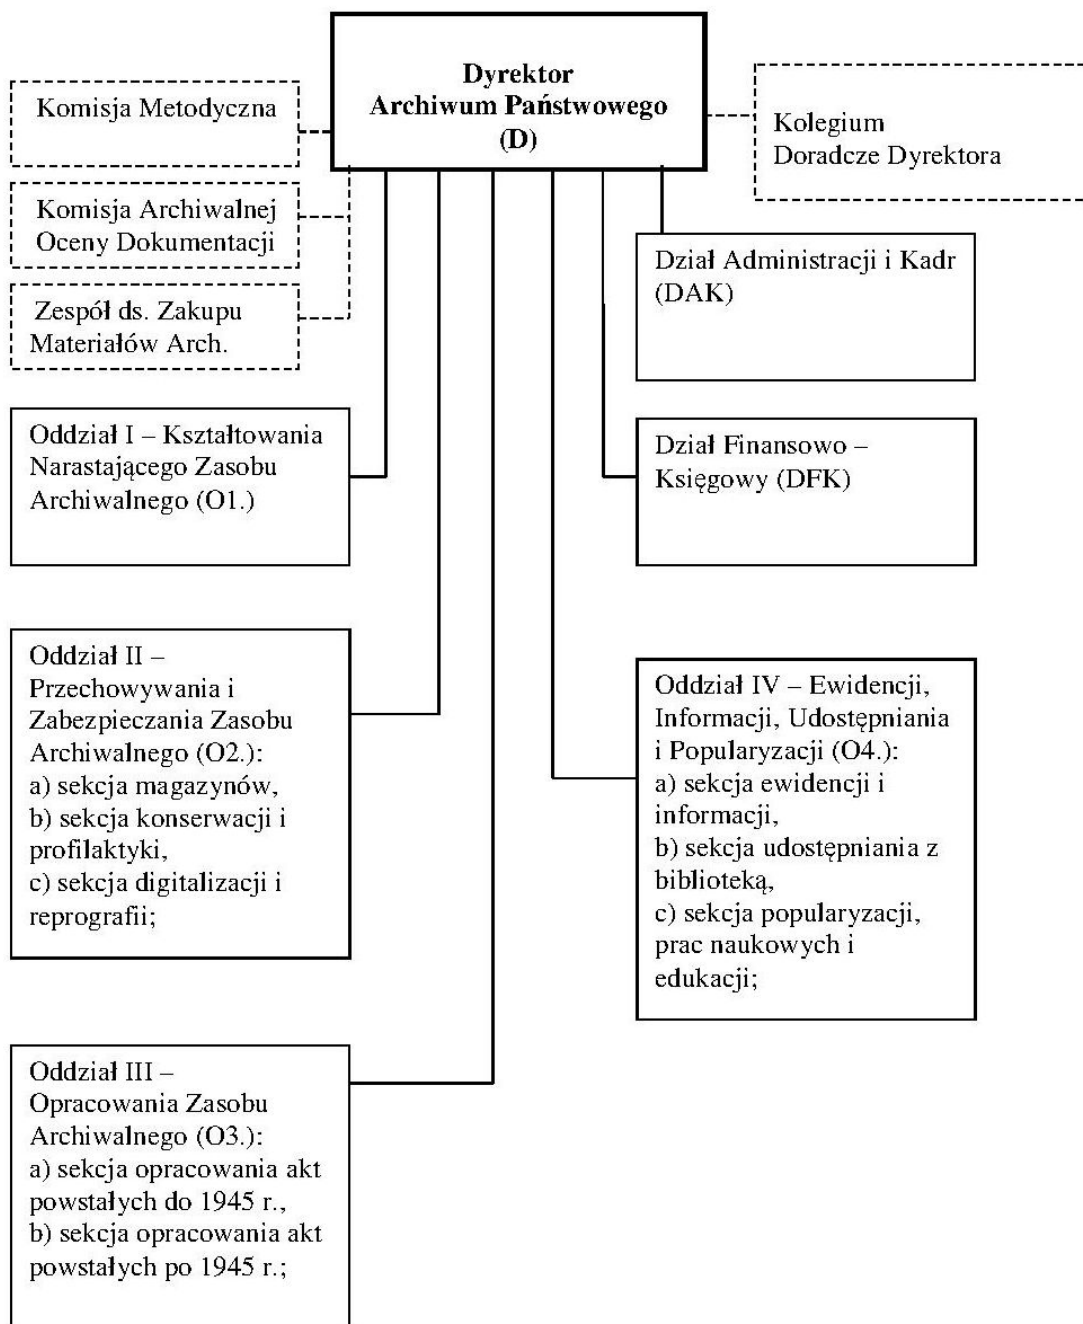 Dyrektor
Archiwum Państwowego
(D)
Komisja Metodyczna
Kolegium
Doradcze Dyrektora
Komisja Archiwalnej
Oceny Dokumentacji
Zespół ds. Zakupu
Materiałów Arch.
Dział Administracji i Kadr
(DAK)
Oddział I – Kształtowania
Narastającego Zasobu
Archiwalnego (O1.)
Dział Finansowo –
Księgowy (DFK)
Oddział II –
Przechowywania i
Zabezpieczania Zasobu
Archiwalnego (O2.):
a) sekcja magazynów,
b) sekcja konserwacji i
profilaktyki,
c) sekcja digitalizacji i
reprografii;
Oddział IV – Ewidencji,
Informacji, Udostępniania
i Popularyzacji (O4.):
a) sekcja ewidencji i
informacji,
b) sekcja udostępniania z
biblioteką,
c) sekcja popularyzacji,
prac naukowych i
edukacji;
Oddział III –
Opracowania Zasobu
Archiwalnego (O3.):
a) sekcja opracowania akt
powstałych do 1945 r.,
b) sekcja opracowania akt
powstałych po 1945 r.;